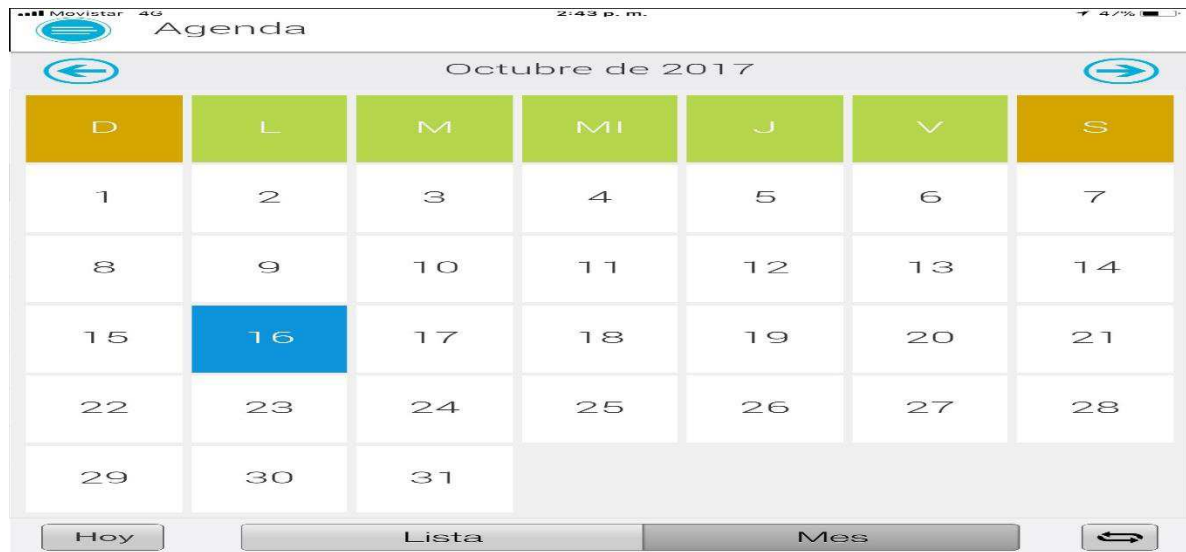 Movistar 4G 2:43 p. m. 47%
Agenda
Octubre de 2017
D L M MI J V S
1 2 3 4 5 6 7
8 9 10 11 12 13 14
15 16 17 18 19 20 21
22 23 24 25 26 27 28
29 30 31
Hoy Lista Mes